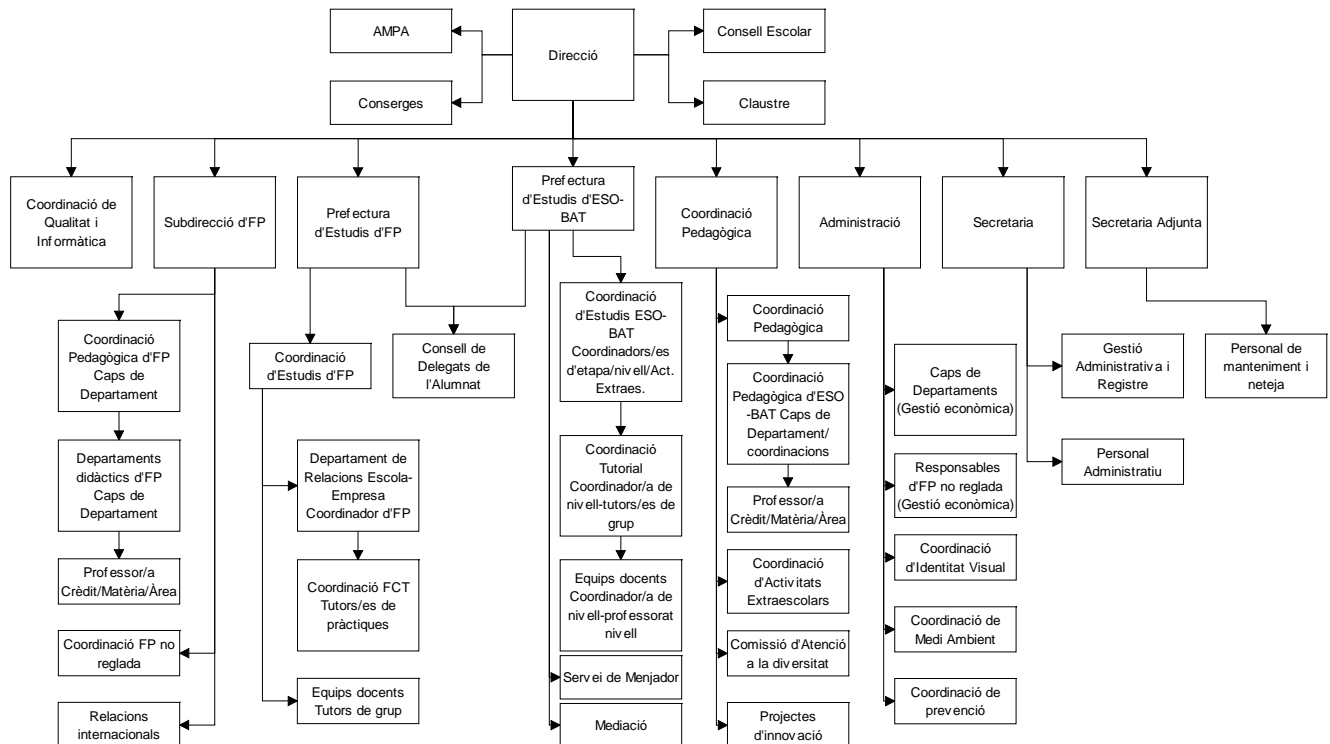 AMPA
Direcció
Consell Escolar
Conserges
Claustre
Coordinació de
Qualitat i
Informàtica
Subdirecció d'FP
Prefectura
d'Estudis d'FP
Prefectura
d'Estudis d'ESO-
BAT
Coordinació
Pedagògica
Administració
Secretaria
Secretaria Adjunta
Coordinació
Pedagògica d'FP
Caps de
Departament
Departaments
didàctics d'FP
Caps de
Departament
Professor/a
Crèdit/Matèria/Àrea
Coordinació FP no
reglada
Relacions
internacionals
Coordinació
d'Estudis d'FP
Departament de
Relacions Escola-
Empresa
Coordinador d'FP
Coordinació FCT
Tutors/es de
pràctiques
Equips docents
Tutors de grup
Consell de
Delegats de
l'Alumnat
Coordinació
d'Estudis ESO-
BAT
Coordinadors/es
d'etapa/nivell/Act.
Extraes.
Coordinació
Tutorial
Coordinador/a de
nivell-tutors/es de
grup
Equips docents
Coordinador/a de
nivell-professorat
nivell
Servei de Menjador
Mediació
Coordinació
Pedagògica
Coordinació
Pedagògica d'ESO
-BAT Caps de
Departament/
coordinacions
Professor/a
Crèdit/Matèria/Àrea
Coordinació
d'Activitats
Extraescolars
Comissió d'Atenció
a la diversitat
Projectes
d'innovació
Caps de
Departaments
(Gestió econòmica)
Responsables
d'FP no reglada
(Gestió econòmica)
Coordinació
d'Identitat Visual
Coordinació de
Medi Ambient
Coordinació de
prevenció
Gestió
Administrativa i
Registre
Personal
Administratiu
Personal de
manteniment i
neteja